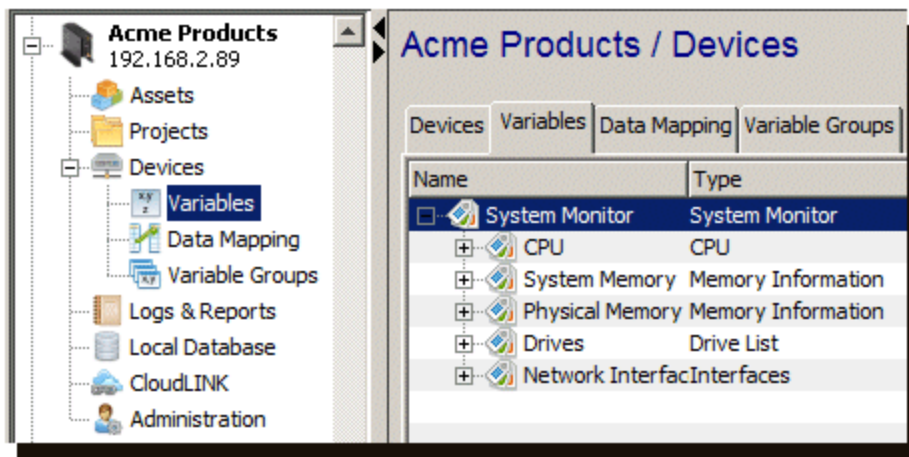 Acme Products
192.168.2.89
Assets
Projects
Devices
Variables
Data Mapping
Variable Groups
Logs & Reports
Local Database
CloudLINK
Administration
Acme Products / Devices
Devices Variables Data Mapping Variable Groups
Name Type
System Monitor System Monitor
CPU CPU
System Memory Memory Information
Physical Memory Memory Information
Drives Drive List
Network Interfac Interfaces